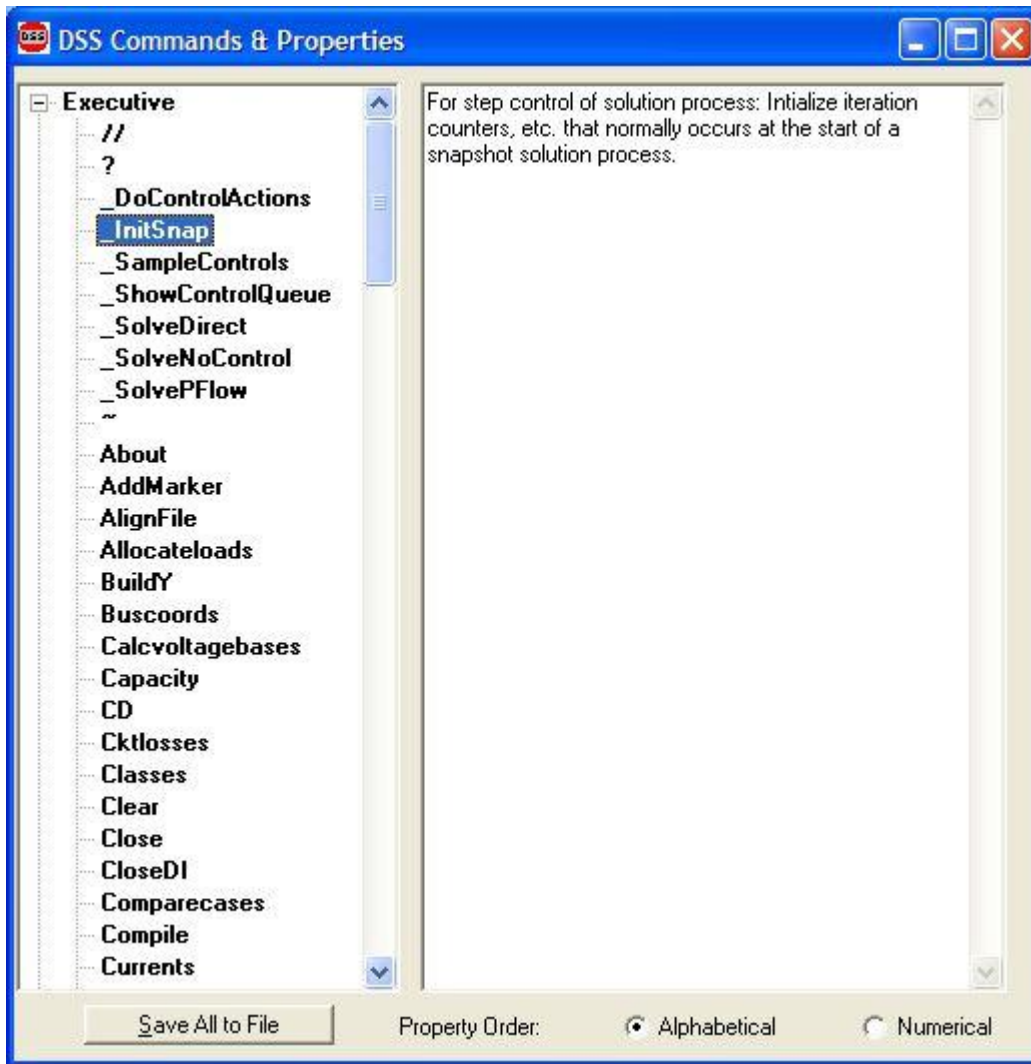 DSS
DSS Commands & Properties
Executive
//
?
_DoControlActions
_InitSnap
_SampleControls
_ShowControlQueue
_SolveDirect
_SolveNoControl
_SolvePFlow
~
About
AddMarker
AlignFile
Allocateloads
BuildY
Buscoords
Calcvoltagebases
Capacity
CD
Cktlosses
Classes
Clear
Close
CloseDI
Comparecases
Compile
Currents
For step control of solution process: Intialize iteration
counters, etc. that normally occurs at the start of a
snapshot solution process.
Save All to File
Property Order:
Alphabetical
Numerical